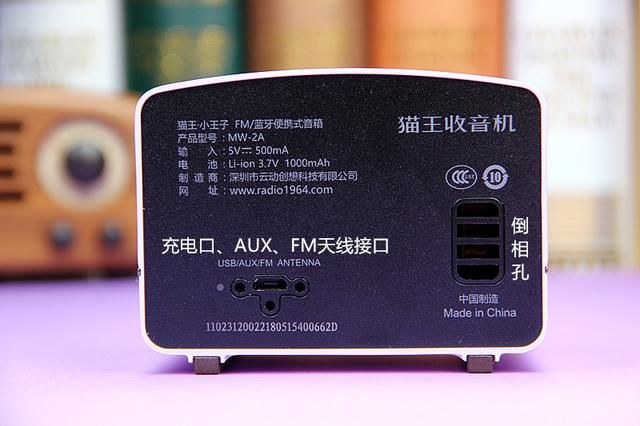 猫王·小王子 FM/蓝牙便携式音箱
产品型号：MW-2A
输 入：5V⎓500mA
电 池：Li-ion 3.7V 1000mAh
制 造 商：深圳市云动创想科技有限公司
网 址：www.radio1964.com
猫王收音机
CCC
10
充电口、AUX、FM天线接口
USB/AUX/FM ANTENNA
倒相孔
中国制造
Made in China
11023120022180515400662D